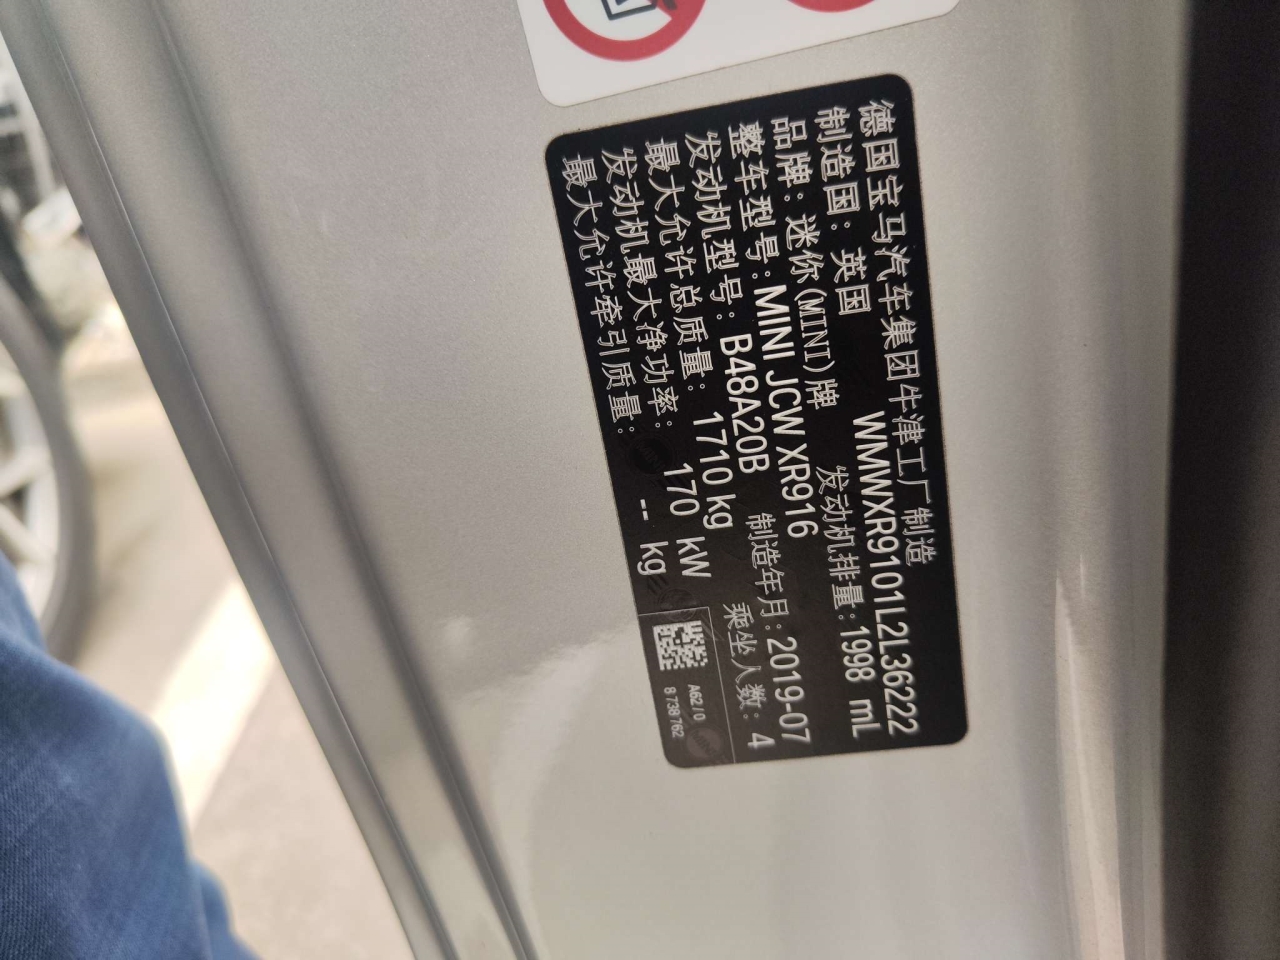 德国宝马汽车集团牛津工厂制造
制造国: 英国 WMWXR9101L2L36222
品牌: 迷你(MINI)牌 发动机排量: 1998 ml
整车型号: MINI JCW XR916 制造年月: 2019-07
发动机型号: B48A20B 乘坐人数: 4
最大允许总质量: 1710 kg
发动机最大净功率: 170 kW
最大允许牵引质量: -- kg
A62/0
8 738 762